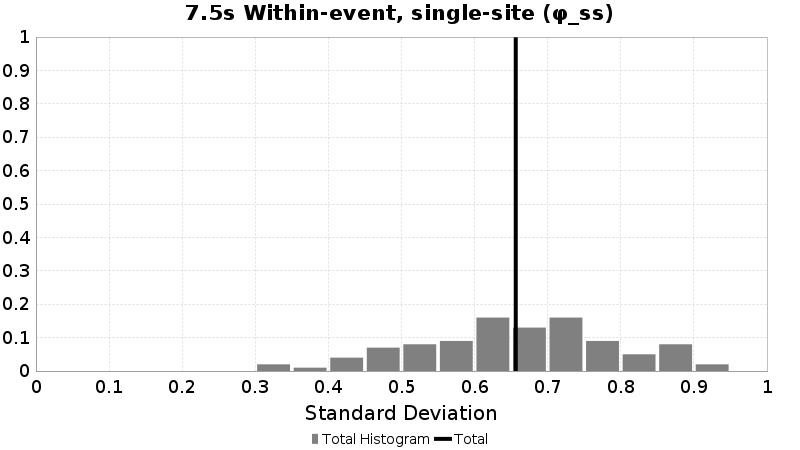 7.5s Within-event, single-site (φ_ss)
1
0.9
0.8
0.7
0.6
0.5
0.4
0.3
0.2
0.1
0
0 0.1 0.2 0.3 0.4 0.5 0.6 0.7 0.8 0.9 1
Standard Deviation
Total Histogram Total